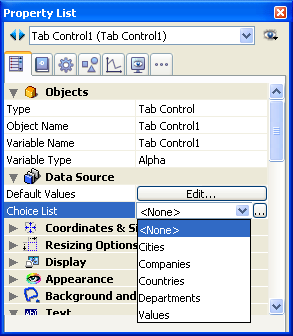 Property List
Tab Control1 (Tab Control1)
Objects
Type Tab Control
Object Name Tab Control1
Variable Name Tab Control1
Variable Type Alpha
Data Source
Default Values Edit...
Choice List <None> ...
<None>
Cities
Companies
Countries
Departments
Values
Coordinates & Si
Resizing Options
Display
Appearance
Background and
Text